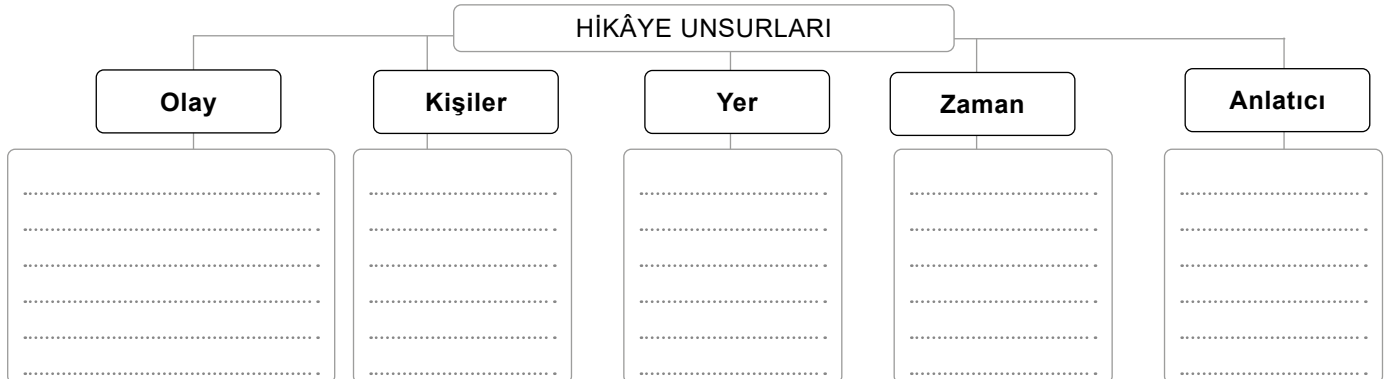 HİKÂYE UNSURLARI
Olay
Kişiler
Yer
Zaman
Anlatıcı